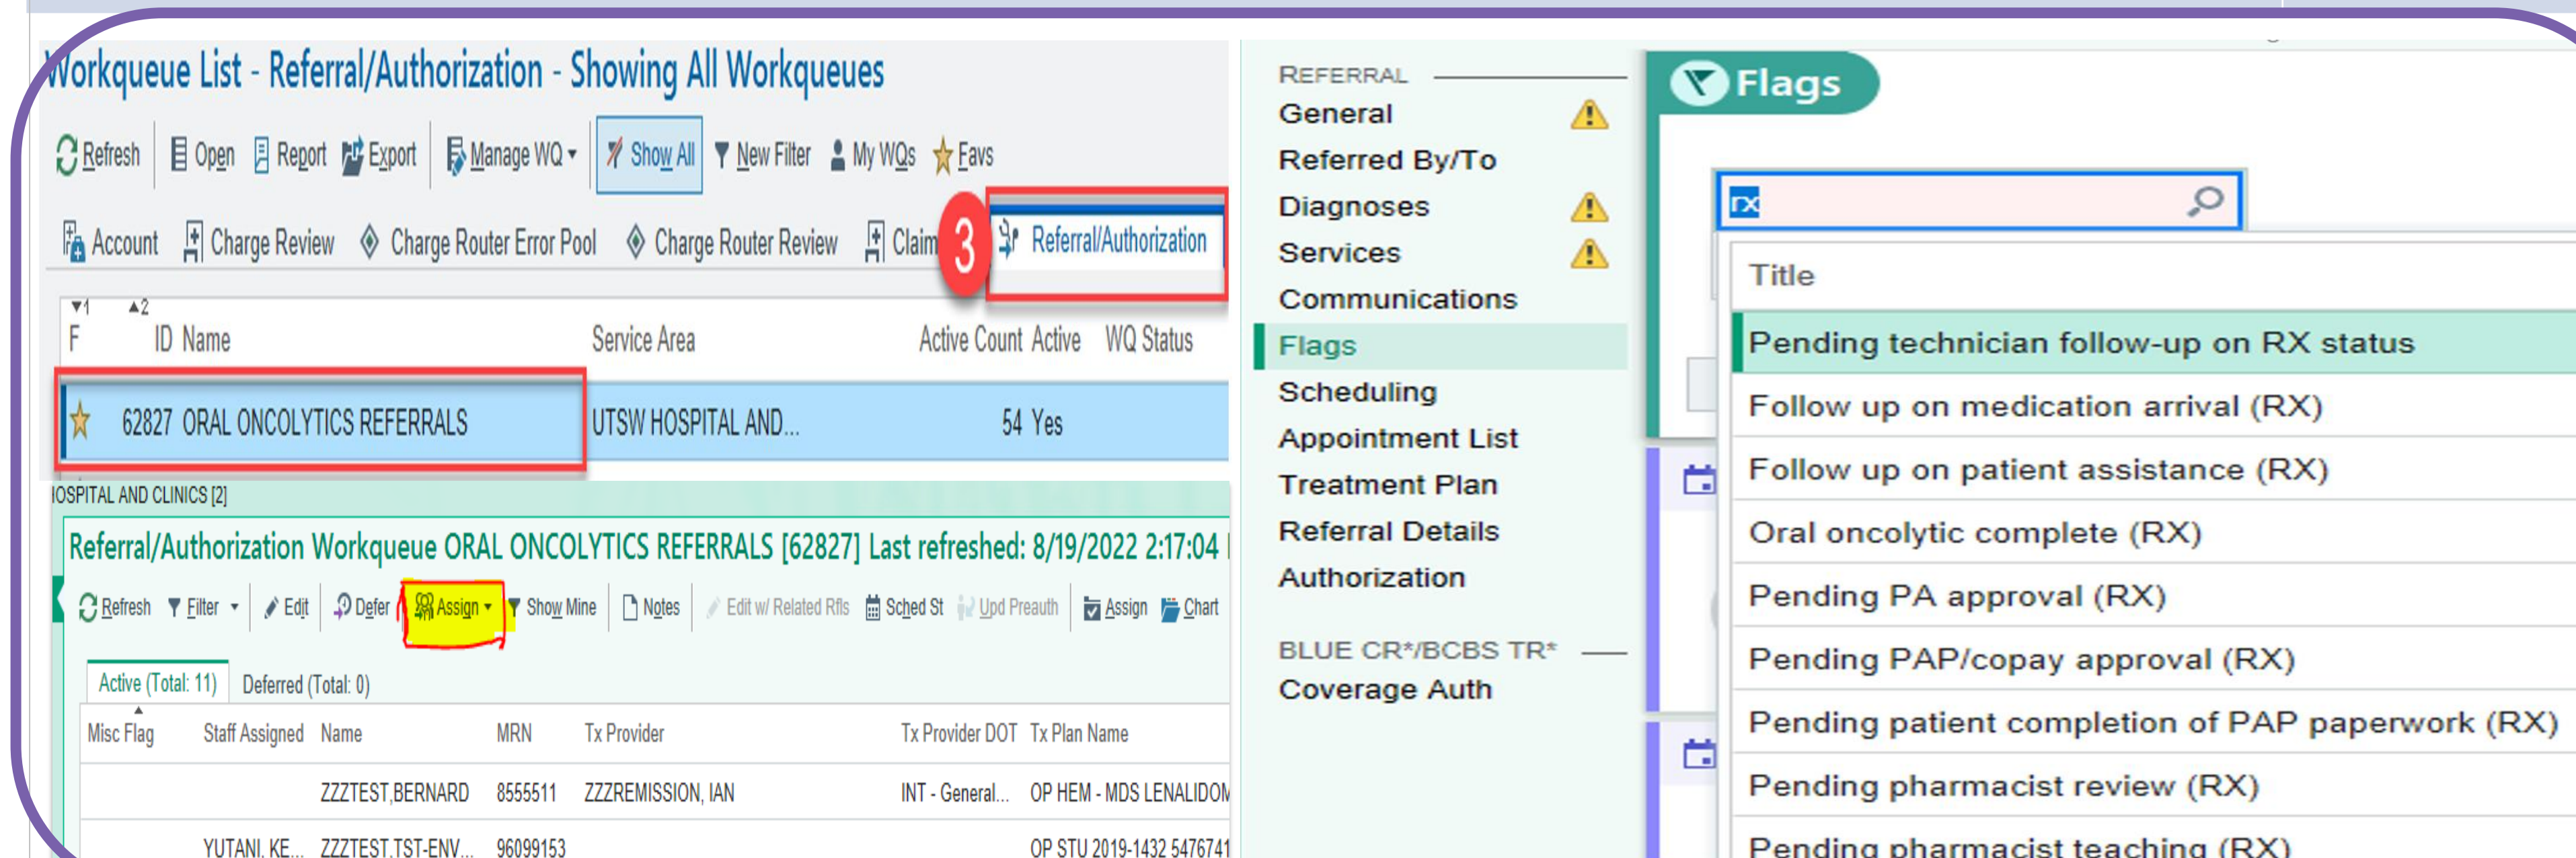 Workqueue List - Referral/Authorization - Showing All Workqueues
Refresh Open Report Export Manage WQ Show All New Filter My WQs Favs
Account Charge Review Charge Router Error Pool Charge Router Review Claim 3 Referral/Authorization
1 2
F ID Name Service Area Active Count Active WQ Status
62827 ORAL ONCOLYTICS REFERRALS UTSW HOSPITAL AND... 54 Yes
HOSPITAL AND CLINICS [2]
Referral/Authorization Workqueue ORAL ONCOLYTICS REFERRALS [62827] Last refreshed: 8/19/2022 2:17:04
Refresh Filter Edit Defer Assign Show Mine Notes Edit w/ Related Rfls Sched St Upd Preauth Assign Chart
Active (Total: 11) Deferred (Total: 0)
Misc Flag Staff Assigned Name MRN Tx Provider Tx Provider DOT Tx Plan Name
ZZZTEST,BERNARD 8555511 ZZZREMISSION, IAN INT - General... OP HEM - MDS LENALIDOM
YUTANI, KE... ZZZTEST,TST-ENV... 96099153 OP STU 2019-1432 5476741
REFERRAL
General
Referred By/To
Diagnoses
Services
Communications
Flags
Scheduling
Appointment List
Treatment Plan
Referral Details
Authorization
BLUE CR*/BCBS TR*
Coverage Auth
Flags
rx
Title
Pending technician follow-up on RX status
Follow up on medication arrival (RX)
Follow up on patient assistance (RX)
Oral oncolytic complete (RX)
Pending PA approval (RX)
Pending PAP/copay approval (RX)
Pending patient completion of PAP paperwork (RX)
Pending pharmacist review (RX)
Pending pharmacist teaching (RX)